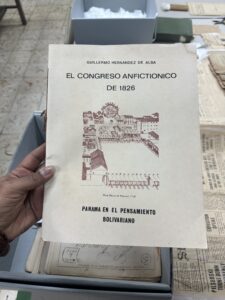 GUILLERMO HERNANDEZ DE ALBA
EL CONGRESO ANFICTIONICO
DE 1826
PANAMA EN EL PENSAMIENTO
BOLIVARIANO